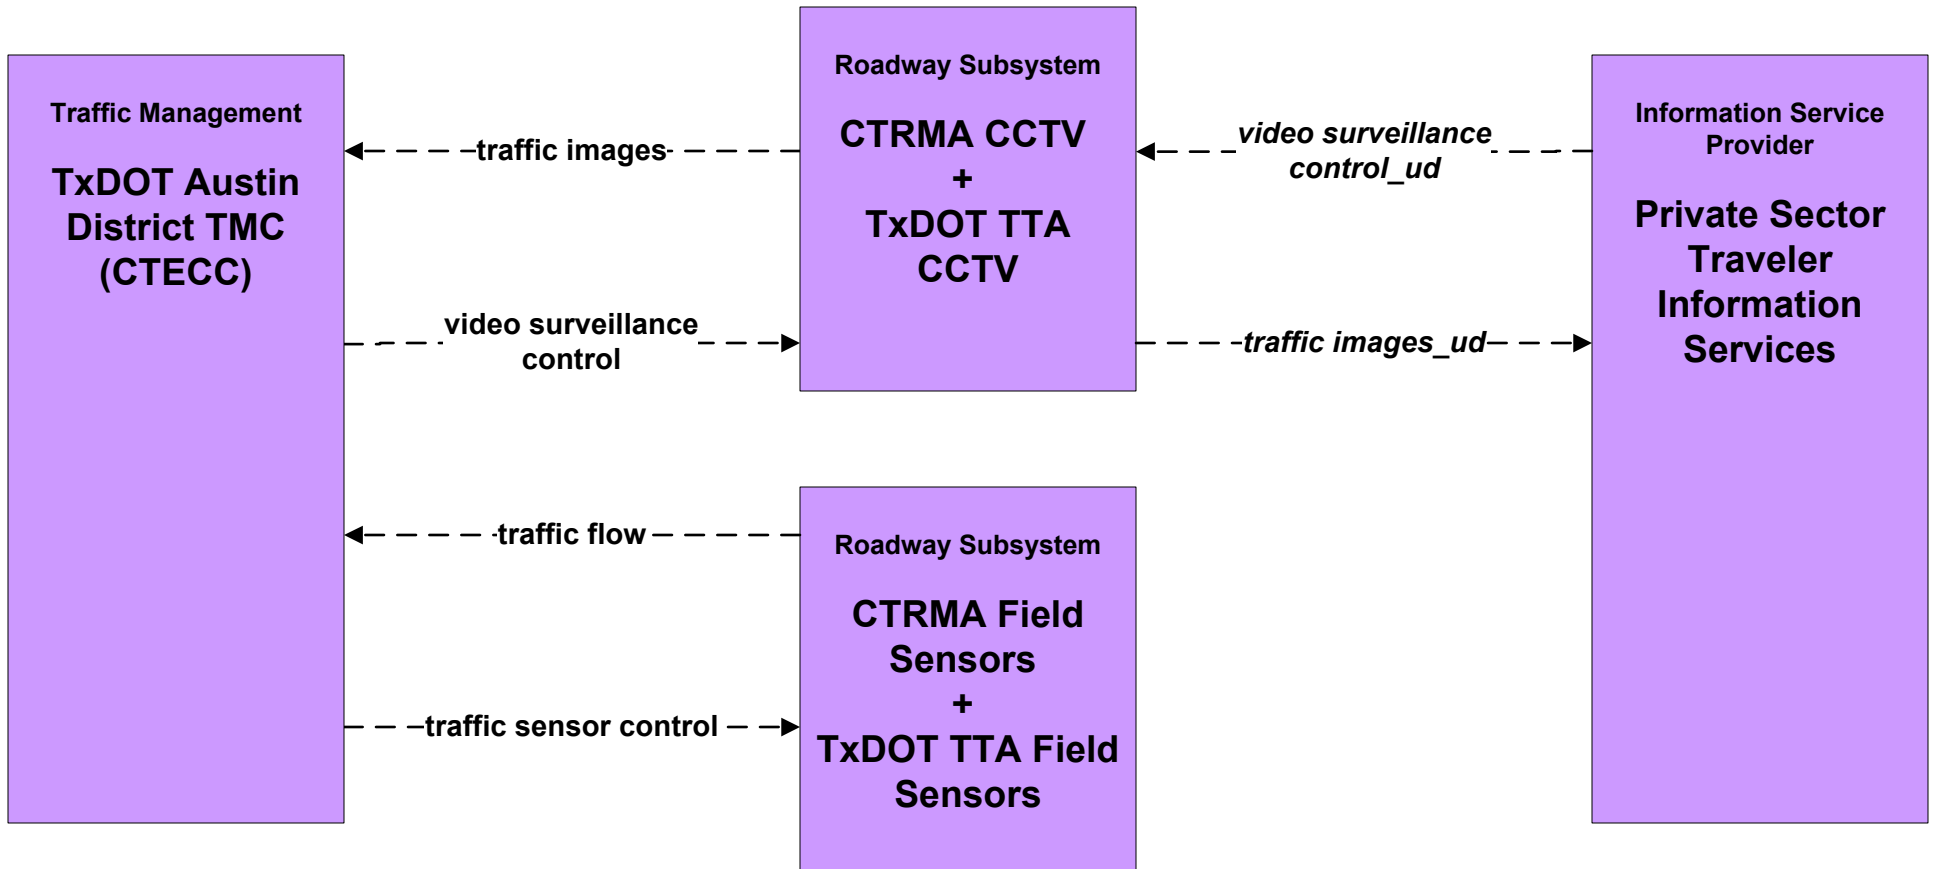 Traffic Management
TxDOT Austin
District TMC
(CTECC)
traffic images
video surveillance
control
traffic flow
traffic sensor control
Roadway Subsystem
CTRMA CCTV
+
TxDOT TTA
CCTV
Roadway Subsystem
CTRMA Field
Sensors
+
TxDOT TTA Field
Sensors
video surveillance
control_ud
traffic images_ud
Information Service
Provider
Private Sector
Traveler
Information
Services